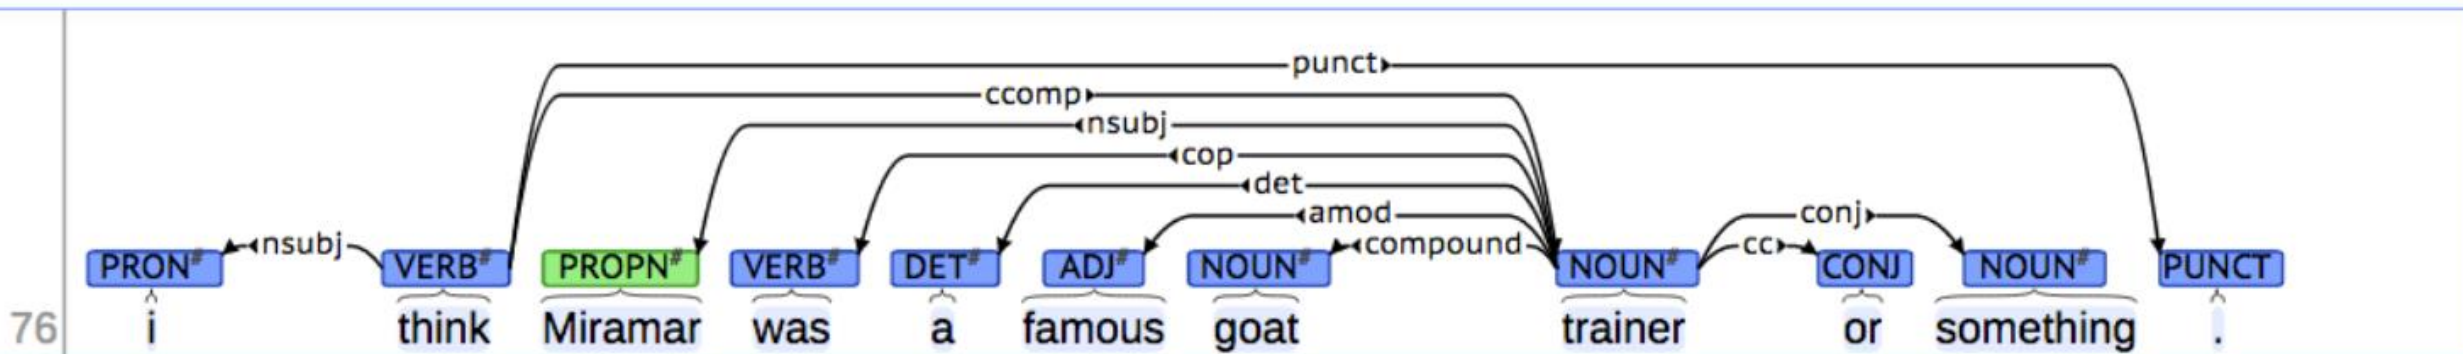 punct
ccomp
nsubj
cop
det
amod conj
nsubj compound cc
PRON# VERB# PROPN# VERB# DET# ADJ# NOUN# NOUN# CONJ NOUN# PUNCT
76 i think Miramar was a famous goat trainer or something .